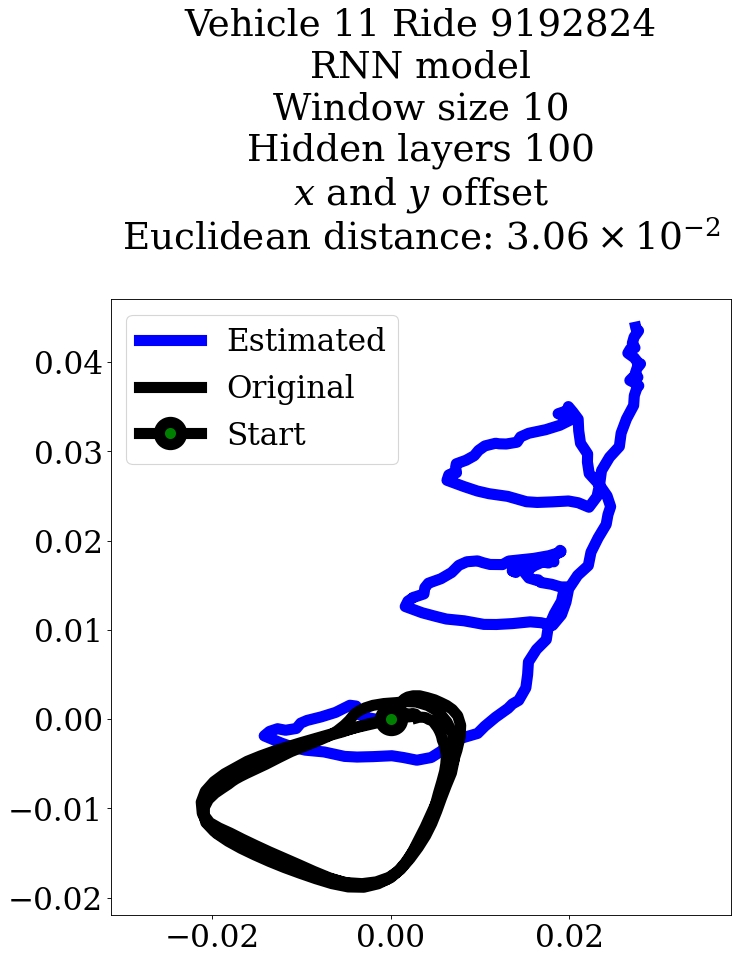 Vehicle 11 Ride 9192824
RNN model
Window size 10
Hidden layers 100
x and y offset
Euclidean distance: 3.06 × 10⁻²
Estimated
Original
Start
0.04
0.03
0.02
0.01
0.00
−0.01
−0.02
−0.02 0.00 0.02